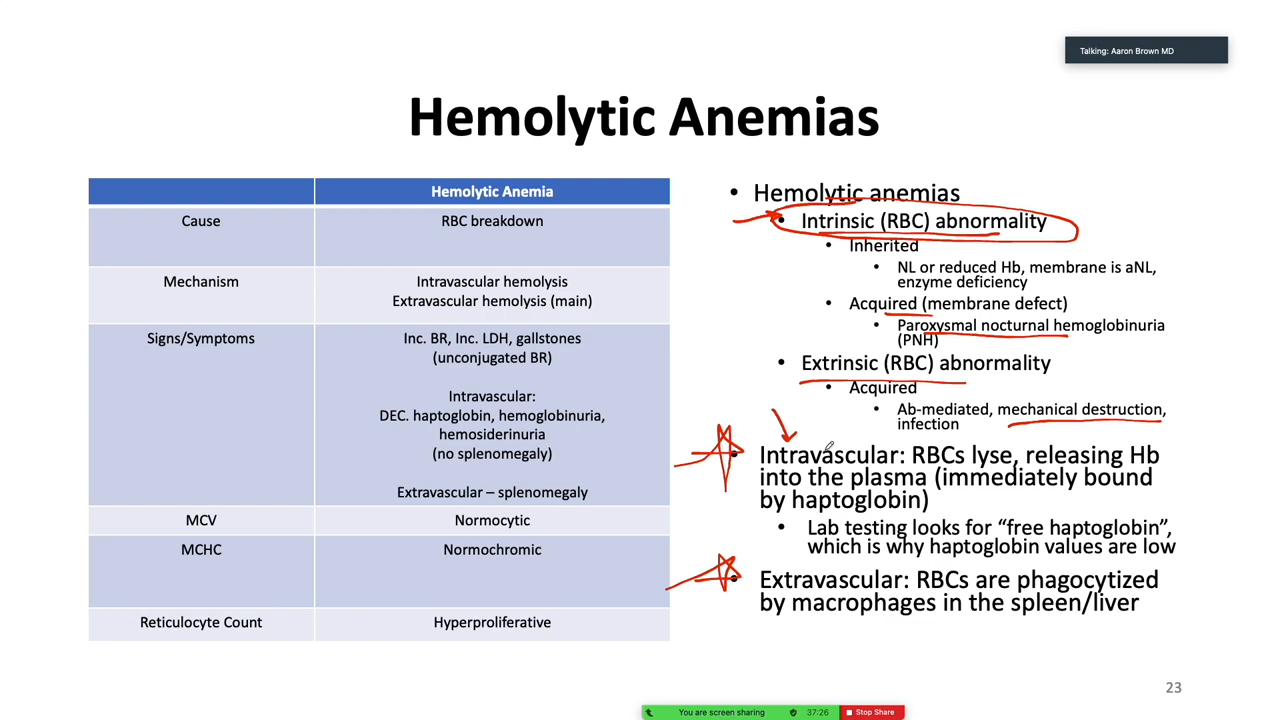 Talking: Aaron Brown MD
Hemolytic Anemias
Hemolytic Anemia
Cause
RBC breakdown
Mechanism
Intravascular hemolysis
Extravascular hemolysis (main)
Signs/Symptoms
Inc. BR, Inc. LDH, gallstones
(unconjugated BR)
Intravascular:
DEC. haptoglobin, hemoglobinuria,
hemosiderinuria
(no splenomegaly)
Extravascular – splenomegaly
MCV
Normocytic
MCHC
Normochromic
Reticulocyte Count
Hyperproliferative
• Hemolytic anemias
• Intrinsic (RBC) abnormality
• Inherited
• NL or reduced Hb, membrane is aNL,
enzyme deficiency
• Acquired (membrane defect)
• Paroxysmal nocturnal hemoglobinuria
(PNH)
• Extrinsic (RBC) abnormality
• Acquired
• Ab-mediated, mechanical destruction,
infection
• Intravascular: RBCs lyse, releasing Hb
into the plasma (immediately bound
by haptoglobin)
• Lab testing looks for “free haptoglobin”,
which is why haptoglobin values are low
• Extravascular: RBCs are phagocytized
by macrophages in the spleen/liver
23
You are screen sharing
37:26
Stop Share